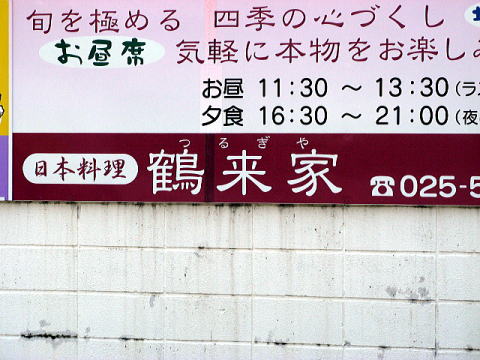 旬を極める 四季の心づくし
お昼席 気軽に本物をお楽し
お昼 11:30 ～ 13:30 (ラ
夕食 16:30 ～ 21:00 (夜
つるぎや
日本料理 鶴来家 ☎025-5